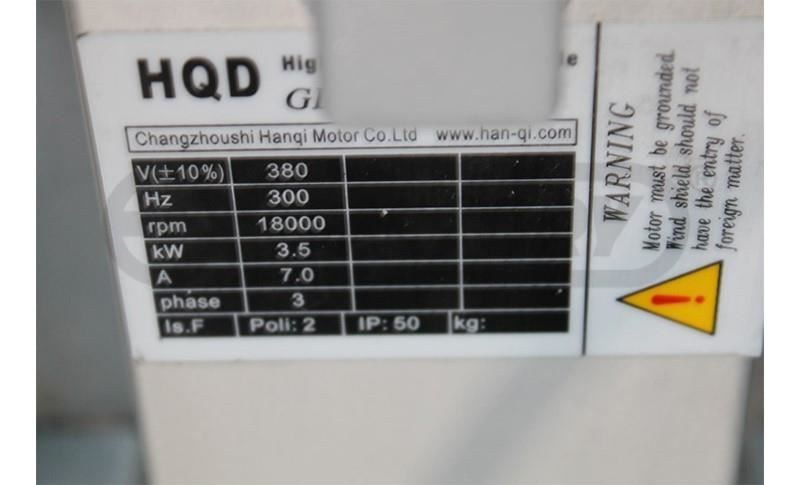 HQD
Changzhoushi Hanqi Motor Co.Ltd www.han-qi.com
V(±10%) 380
Hz 300
rpm 18000
kW 3.5
A 7.0
phase 3
Is.F Poli: 2 IP: 50 kg:
WARNING
Motor must be grounded.
Wind shield should not
have the entry of
foreign matter.